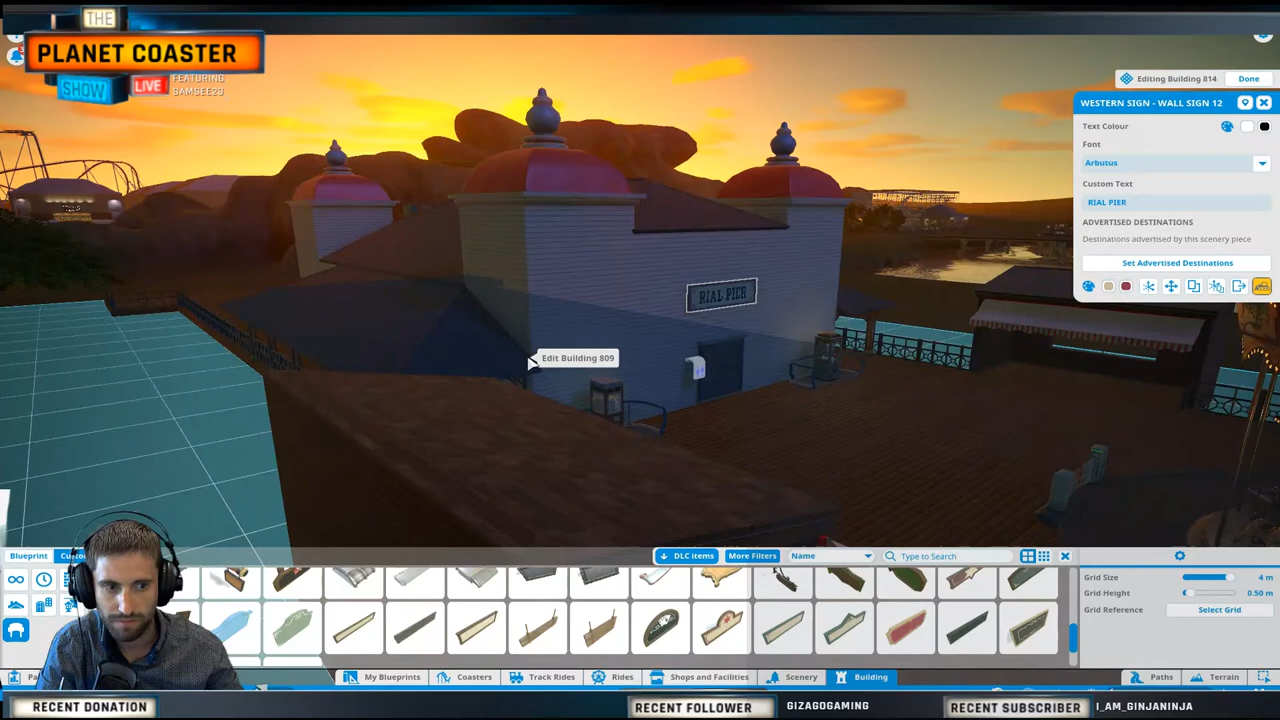 THE
PLANET COASTER
SHOW
LIVE
FEATURING
SAMSEE23
Editing Building 814
Done
WESTERN SIGN - WALL SIGN 12
Text Colour
Font
Arbutus
Custom Text
RIAL PIER
ADVERTISED DESTINATIONS
Destinations advertised by this scenery piece
Set Advertised Destinations
RIAL PIER
Edit Building 809
Blueprint
DLC items
More Filters
Name
Type to Search
Grid Size
4 m
Grid Height
0.50 m
Grid Reference
Select Grid
My Blueprints
Coasters
Track Rides
Rides
Shops and Facilities
Scenery
Building
Paths
Terrain
RECENT DONATION
RECENT FOLLOWER
GIZAGOGAMING
RECENT SUBSCRIBER
I_AM_GINJANINJA